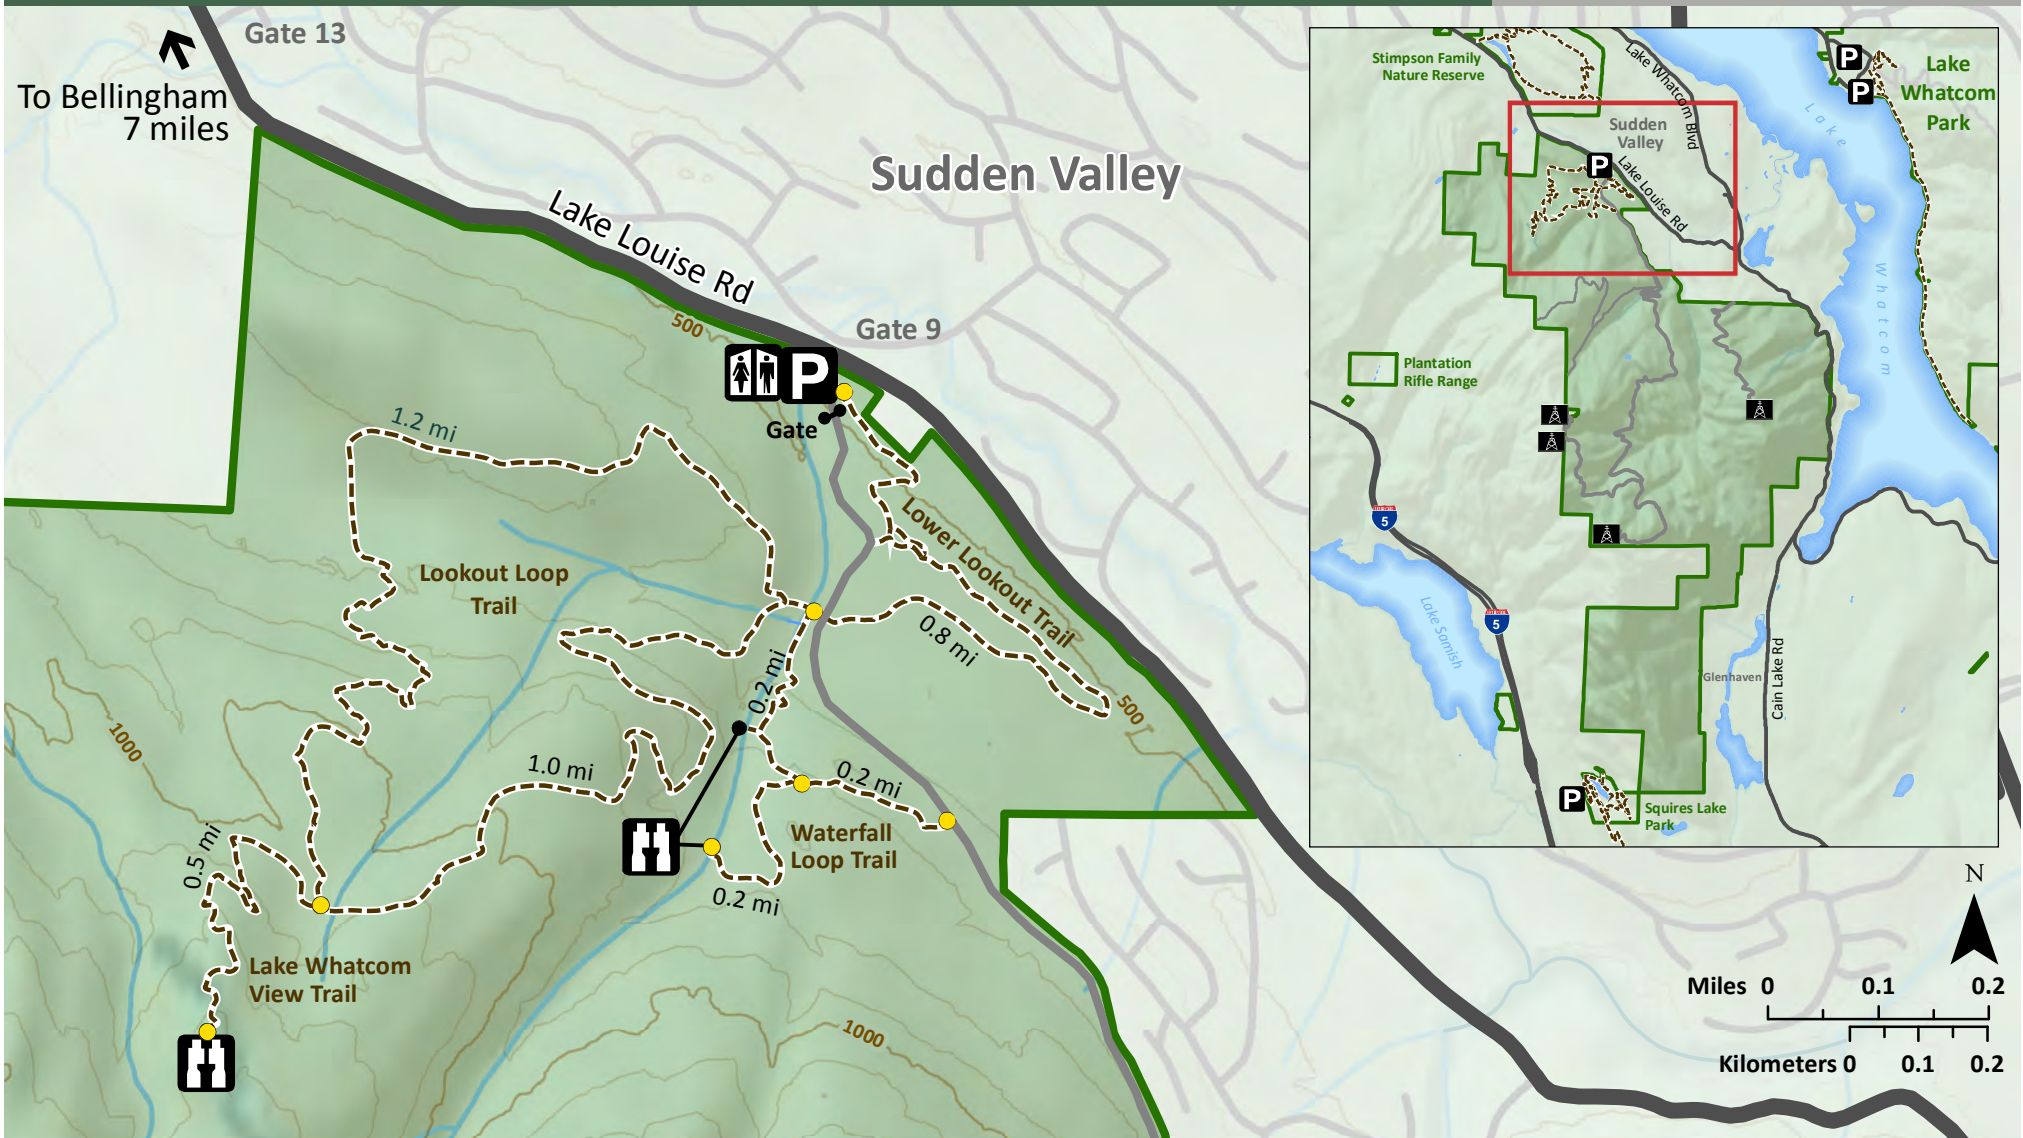 Gate 13
To Bellingham
7 miles
Sudden Valley
Lake Louise Rd
Gate 9
500
P
Gate
1.2 mi
Lookout Loop
Trail
Lower Lookout Trail
0.8 mi
0.2 mi
500
1000
1.0 mi
0.2 mi
Waterfall
Loop Trail
0.5 mi
0.2 mi
Lake Whatcom
View Trail
1000
Stimpson Family
Nature Reserve
Lake Whatcom Blvd
P
P
Lake
Whatcom
Park
Sudden
Valley
P
Lake Louise Rd
Lake
Whatcom
Plantation
Rifle Range
5
5
Lake Samish
Glenhaven
Cain Lake Rd
P
Squires Lake
Park
N
Miles 0 0.1 0.2
Kilometers 0 0.1 0.2